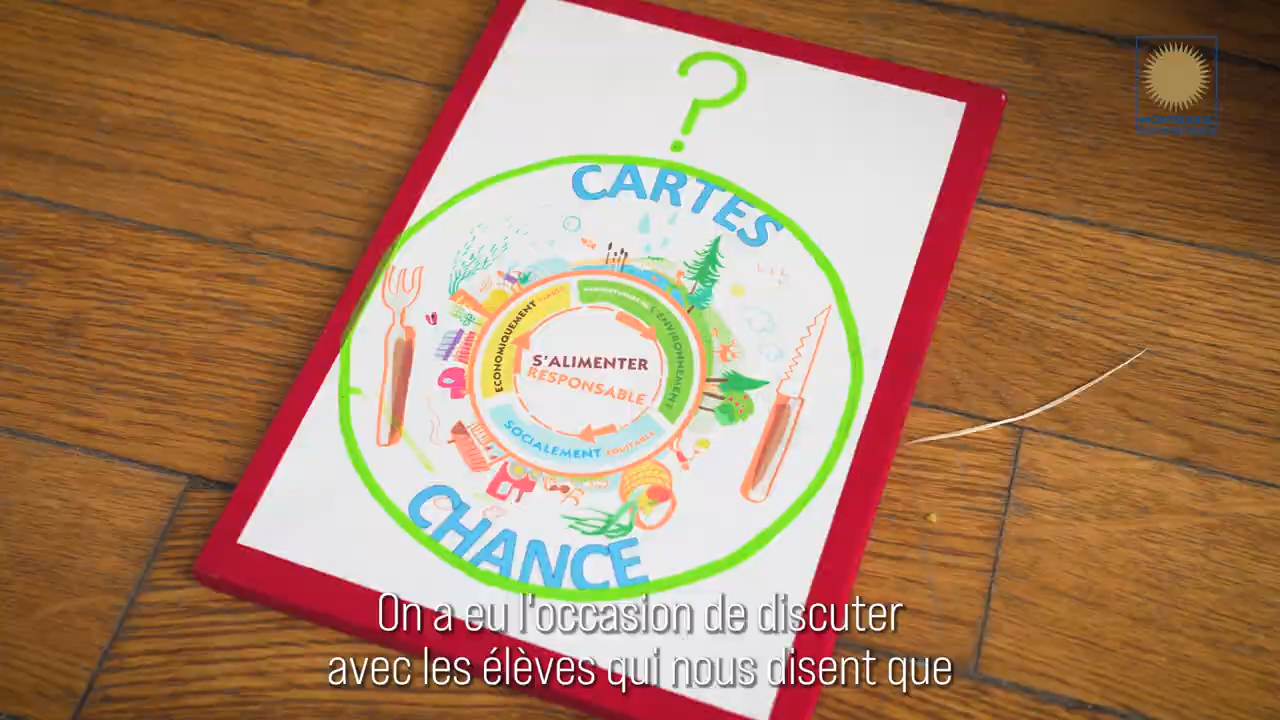 ?
CARTES
ÉCONOMIQUEMENT
L'ENVIRONNEMENT
S'ALIMENTER
RESPONSABLE
SOCIALEMENT ÉQUITABLE
CHANCE
On a eu l'occasion de discuter
avec les élèves qui nous disent que